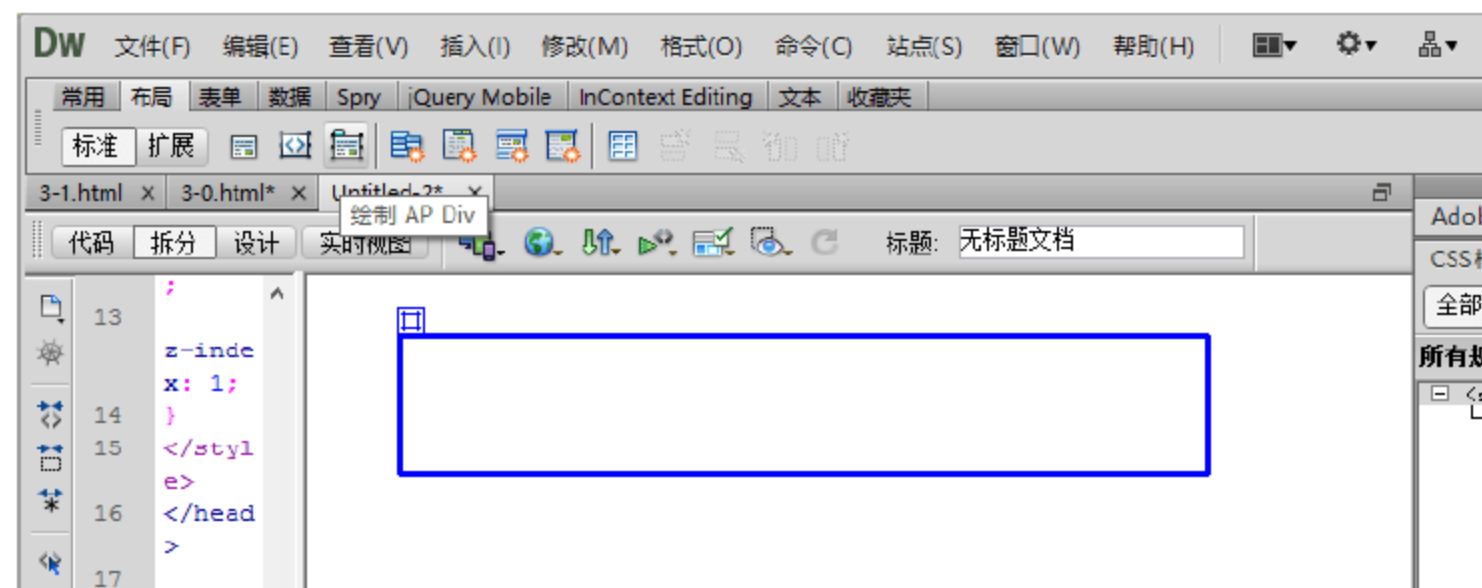 Dw 文件(F) 编辑(E) 查看(V) 插入(I) 修改(M) 格式(O) 命令(C) 站点(S) 窗口(W) 帮助(H)
常用 布局 表单 数据 Spry jQuery Mobile InContext Editing 文本 收藏夹
标准 扩展
3-1.html × 3-0.html* × Untitled-2* ×
绘制 AP Div
代码 拆分 设计 实时视图 标题: 无标题文档
CSS
全部
所有
;
13
z-inde
x: 1;
14 }
15 </styl
e>
16 </head
>
17